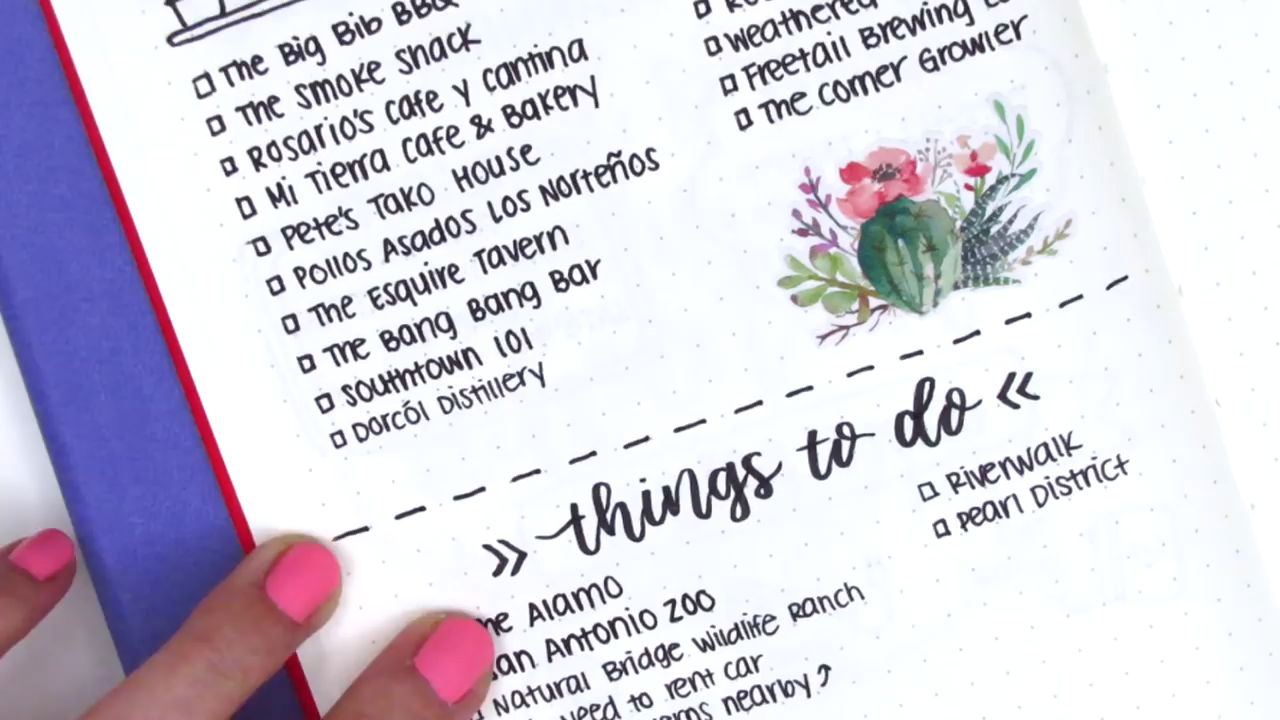 The Big Bib BBQ
The Smoke Shack
Rosario's Cafe y Cantina
Mi Tierra Cafe & Bakery
Pete's Tako House
Pollos Asados Los Norteños
The Esquire Tavern
The Bang Bang Bar
Southtown 101
Dorcól Distillery
Weathered
Freetail Brewing
The Corner Growler
» things to do «
Alamo
Antonio Zoo
Natural Bridge Wildlife Ranch
need to rent car
nearby
Riverwalk
Pearl District